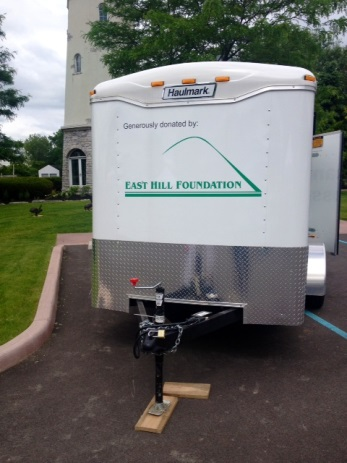 Haulmark
Generously donated by:
EAST HILL FOUNDATION